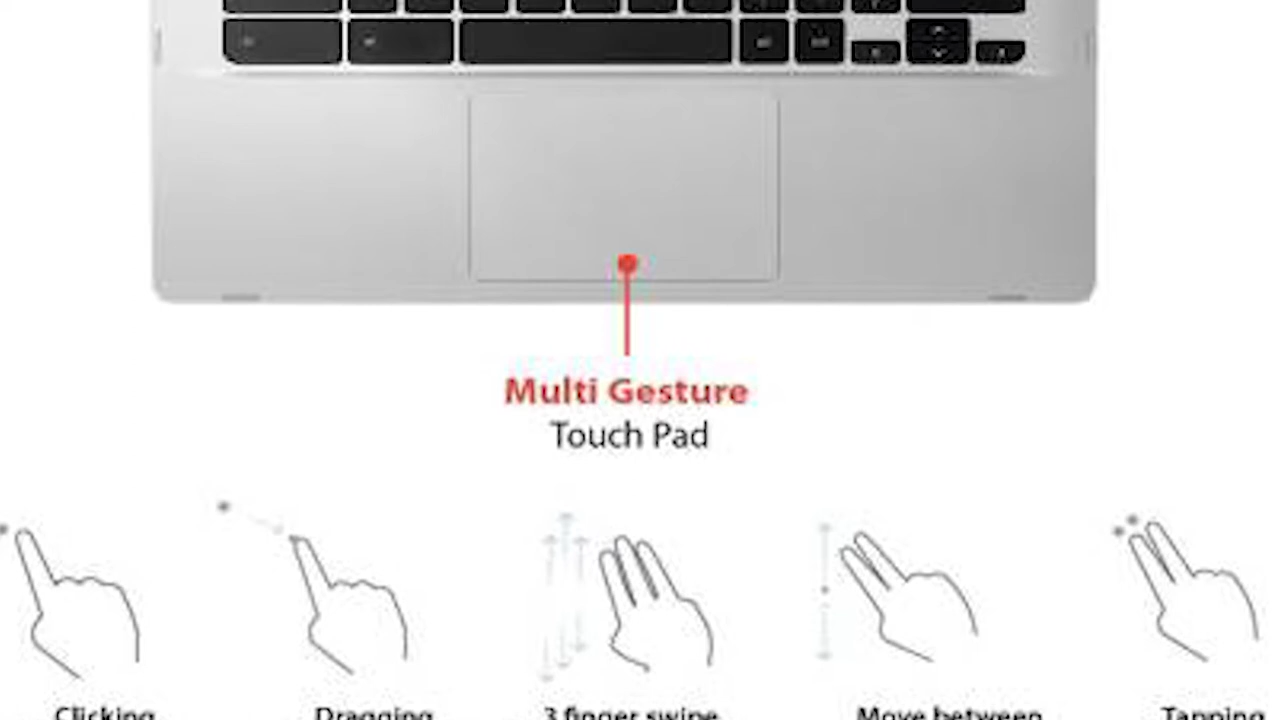 Multi Gesture
Touch Pad
Clicking
Dragging
3 finger swipe
Move between
Tapping